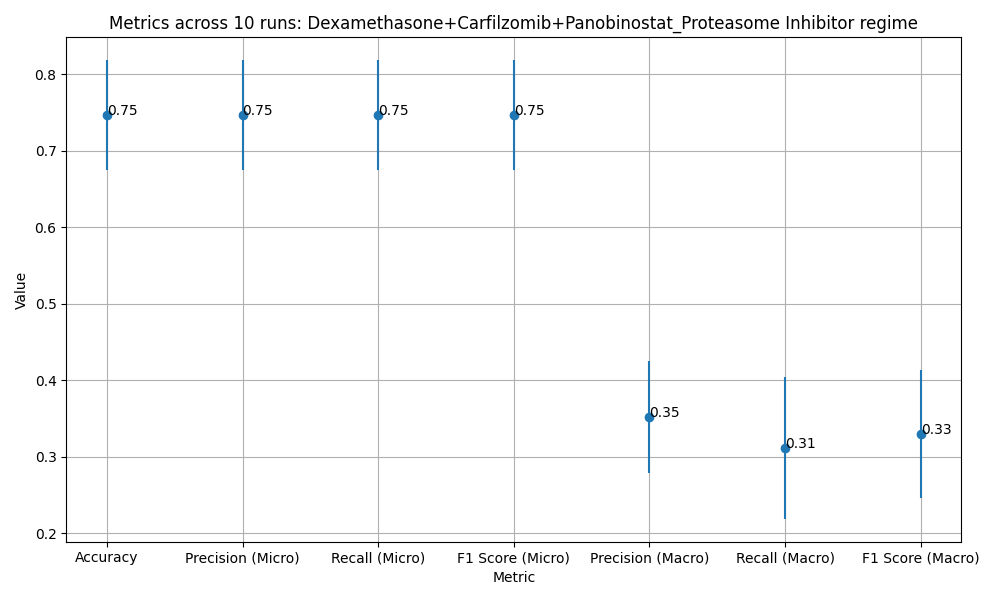 Metrics across 10 runs: Dexamethasone+Carfilzomib+Panobinostat_Proteasome Inhibitor regime
0.8
0.7
0.6
0.5
0.4
0.3
0.2
Value
0.75
0.75
0.75
0.75
0.35
0.31
0.33
Accuracy
Precision (Micro)
Recall (Micro)
F1 Score (Micro)
Precision (Macro)
Recall (Macro)
F1 Score (Macro)
Metric